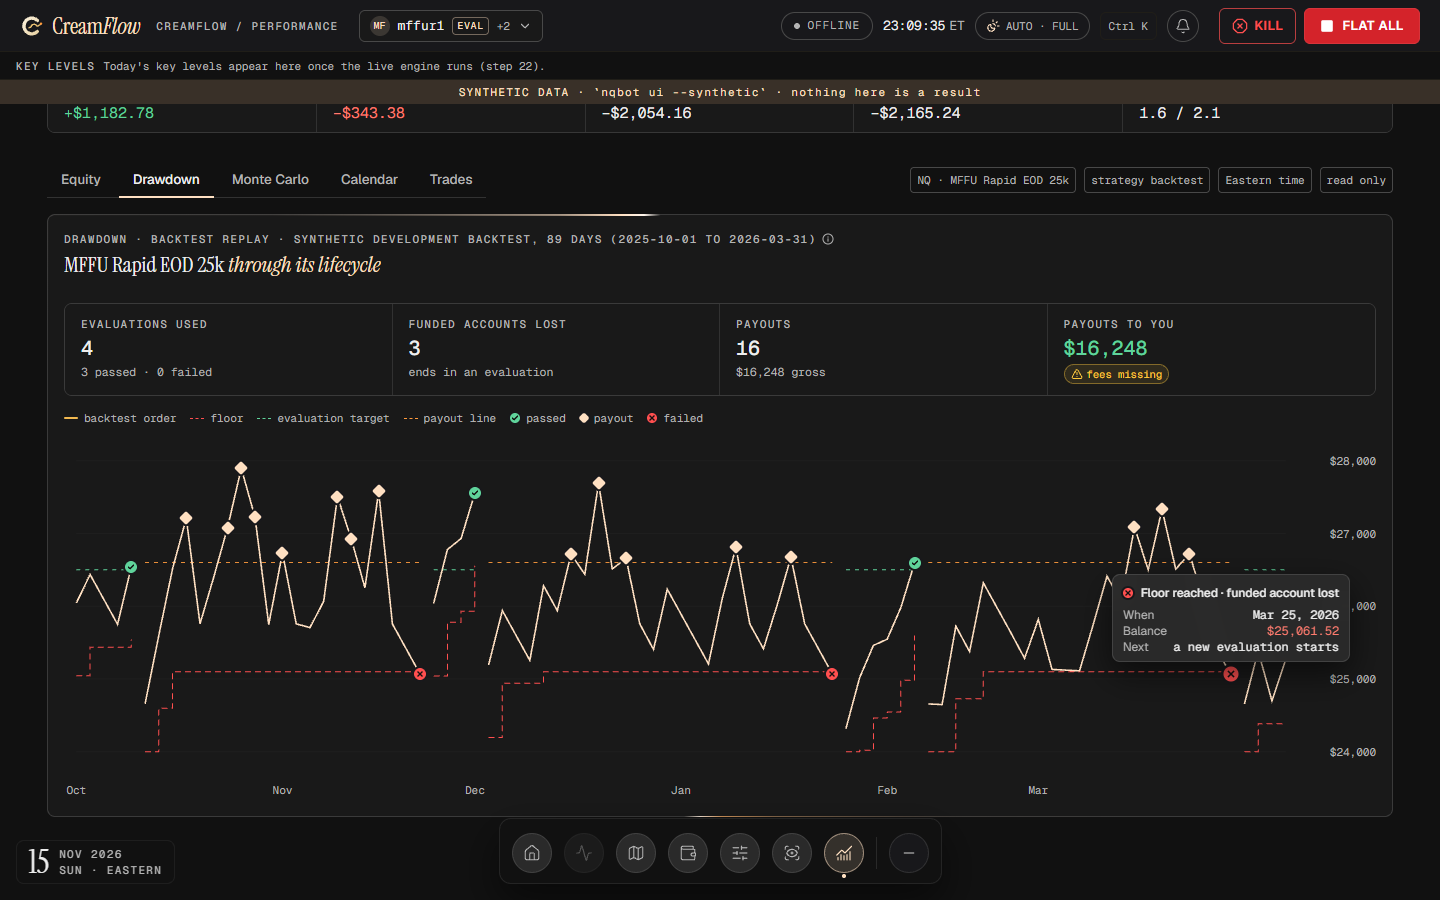 CreamFlow CREAMFLOW / PERFORMANCE MF mffur1 EVAL +2 OFFLINE 23:09:35 ET AUTO · FULL Ctrl K KILL FLAT ALL
KEY LEVELS Today's key levels appear here once the live engine runs (step 22).
SYNTHETIC DATA · `nqbot ui --synthetic` · nothing here is a result
+$1,182.78 −$343.38 −$2,054.16 −$2,165.24 1.6 / 2.1
Equity Drawdown Monte Carlo Calendar Trades NQ · MFFU Rapid EOD 25k strategy backtest Eastern time read only
DRAWDOWN · BACKTEST REPLAY · SYNTHETIC DEVELOPMENT BACKTEST, 89 DAYS (2025-10-01 TO 2026-03-31)
MFFU Rapid EOD 25k through its lifecycle
EVALUATIONS USED FUNDED ACCOUNTS LOST PAYOUTS PAYOUTS TO YOU
4 3 16 $16,248
3 passed · 0 failed ends in an evaluation $16,248 gross fees missing
backtest order floor evaluation target payout line passed payout failed
$28,000
$27,000
Floor reached · funded account lost
,000
When Mar 25, 2026
Balance $25,061.52
Next a new evaluation starts
$25,000
$24,000
Oct Nov Dec Jan Feb Mar
15 NOV 2026
SUN · EASTERN